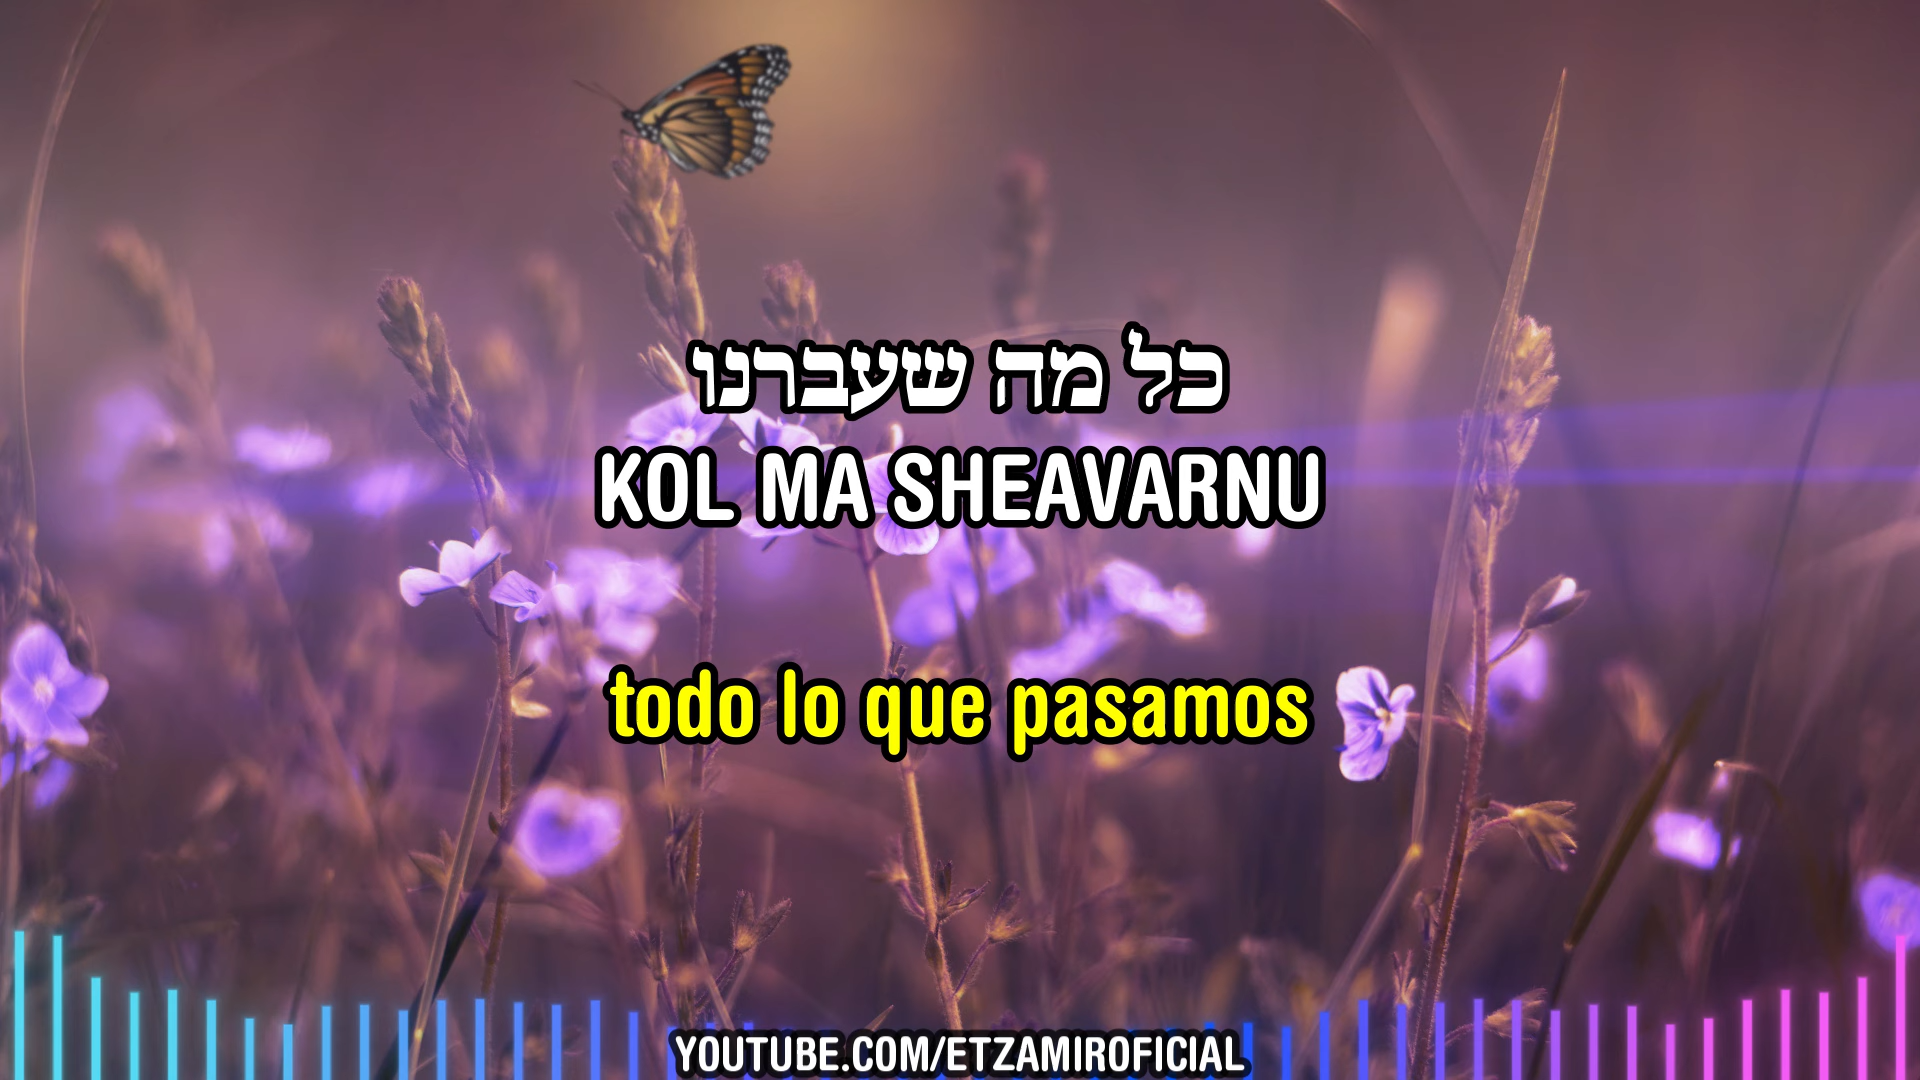 כל מה שעברנו
KOL MA SHEAVARNU
todo lo que pasamos
YOUTUBE.COM/ETZAMIROFICIAL